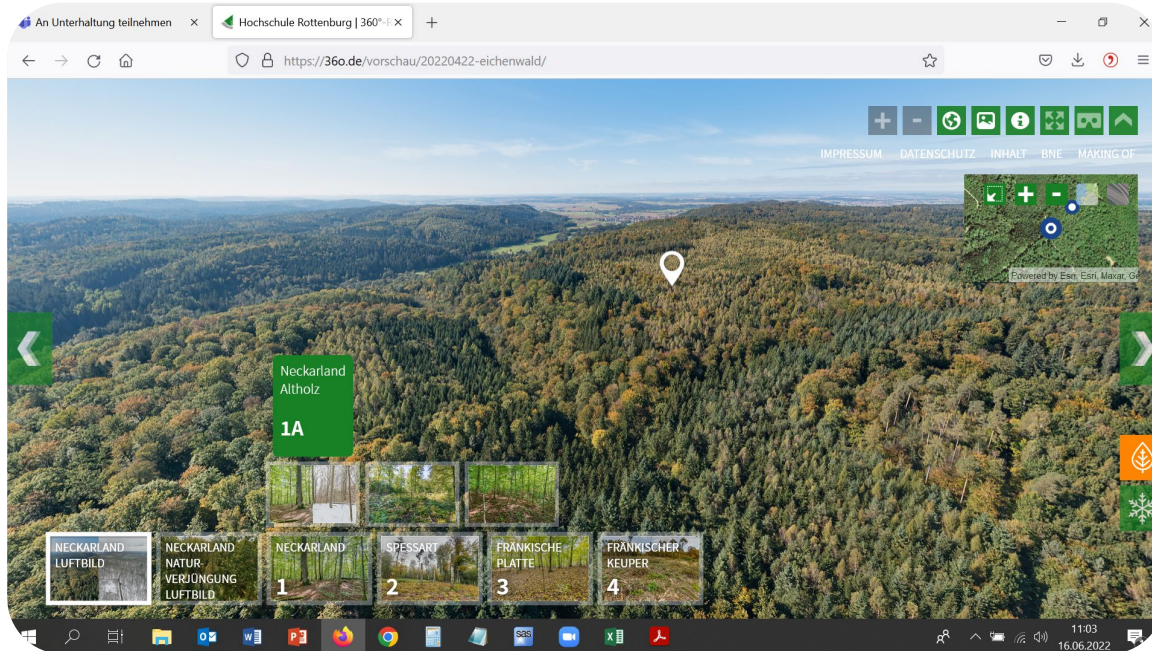 An Unterhaltung teilnehmen
Hochschule Rottenburg | 360°-
https://36o.de/vorschau/20220422-eichenwald/
IMPRESSUM DATENSCHUTZ INHALT BNE MAKING OF
Powered by Esri, Esri, Maxar,
Neckarland
Altholz
1A
NECKARLAND
LUFTBILD
NECKARLAND
NATUR-
VERJÜNGUNG
LUFTBILD
NECKARLAND
1
SPESSART
2
FRÄNKISCHE
PLATTE
3
FRÄNKISCHER
KEUPER
4
sas
11:03
16.06.2022